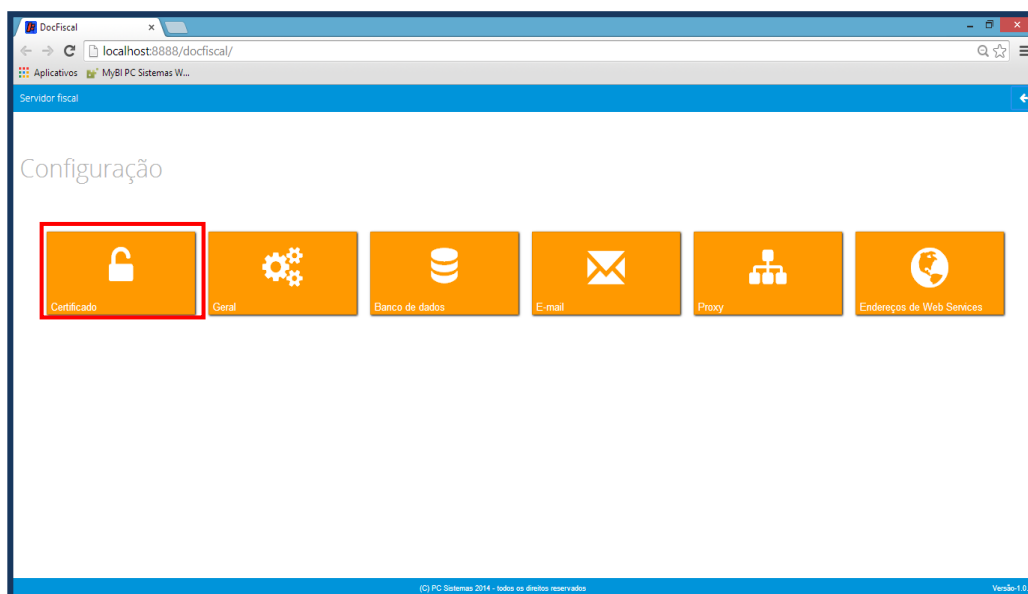 DocFiscal
localhost:8888/docfiscal/
Aplicativos MyBI PC Sistemas W...
Servidor fiscal
Configuração
Certificado Geral Banco de dados E-mail Proxy Endereços de Web Services
(C) PC Sistemas 2014 - todos os direitos reservados Versão-1.0